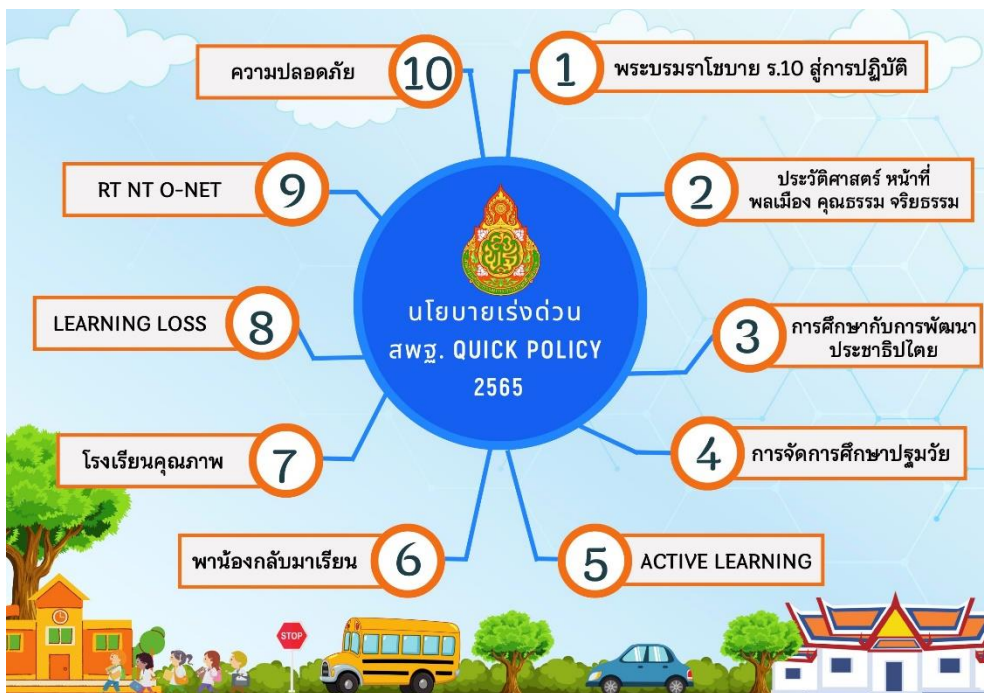 นโยบายเร่งด่วน
สพฐ. QUICK POLICY
2565
1
พระบรมราโชบาย ร.10 สู่การปฏิบัติ
2
ประวัติศาสตร์ หน้าที่
พลเมือง คุณธรรม จริยธรรม
3
การศึกษากับการพัฒนา
ประชาธิปไตย
4
การจัดการศึกษาปฐมวัย
5
ACTIVE LEARNING
6
พาน้องกลับมาเรียน
7
โรงเรียนคุณภาพ
8
LEARNING LOSS
9
RT NT O-NET
10
ความปลอดภัย
STOP